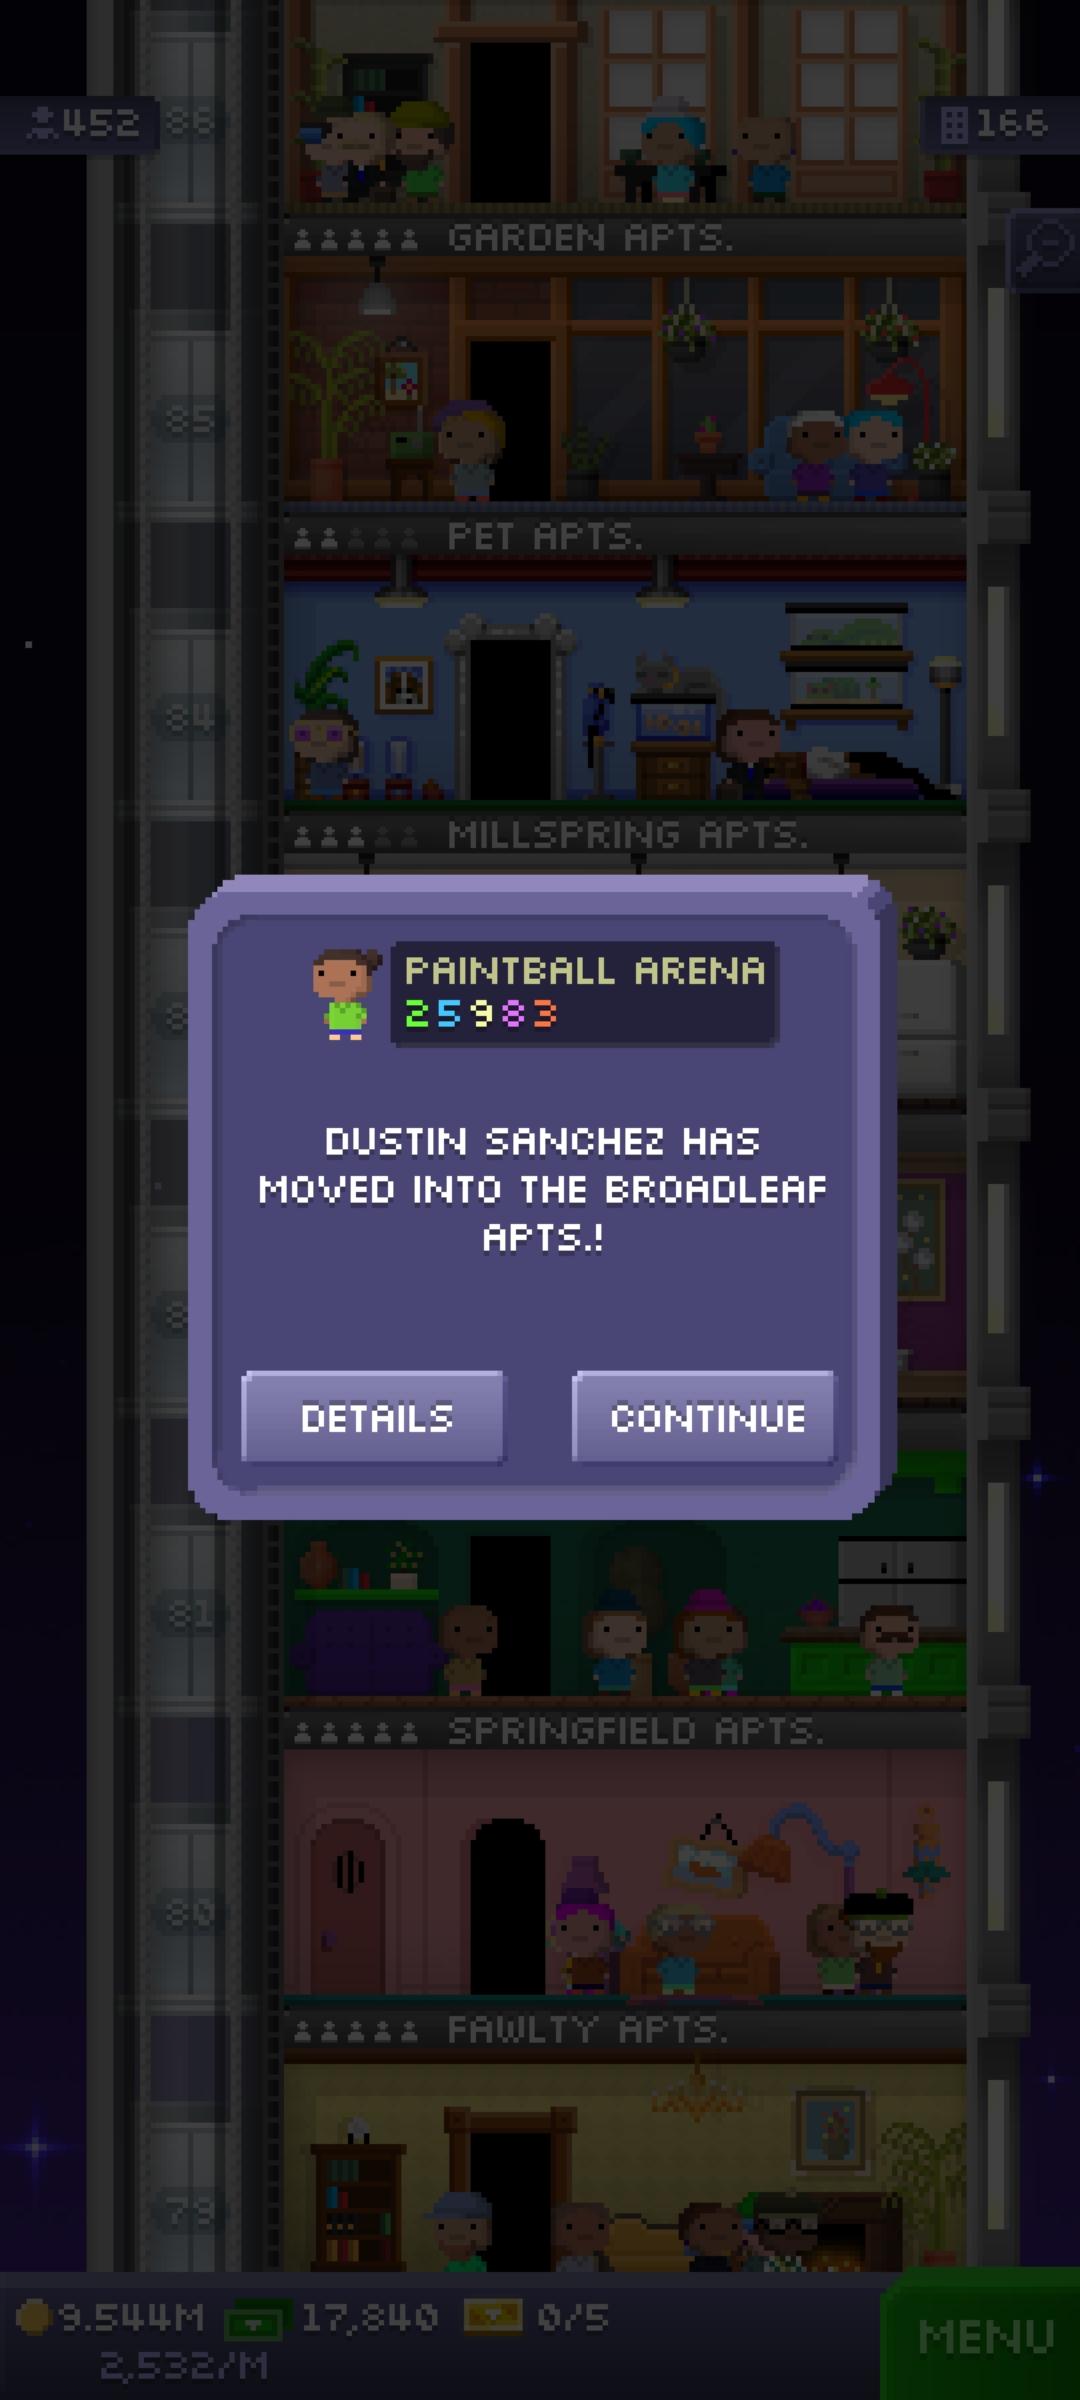 452
86
166
GARDEN APTS.
85
PET APTS.
84
10-31
MILLSPRING APTS.
PAINTBALL ARENA
25983
DUSTIN SANCHEZ HAS
MOVED INTO THE BROADLEAF
APTS.!
DETAILS
CONTINUE
81
SPRINGFIELD APTS.
80
FAWLTY APTS.
79
9.544M
17,840
0/5
2,532/M
MENU